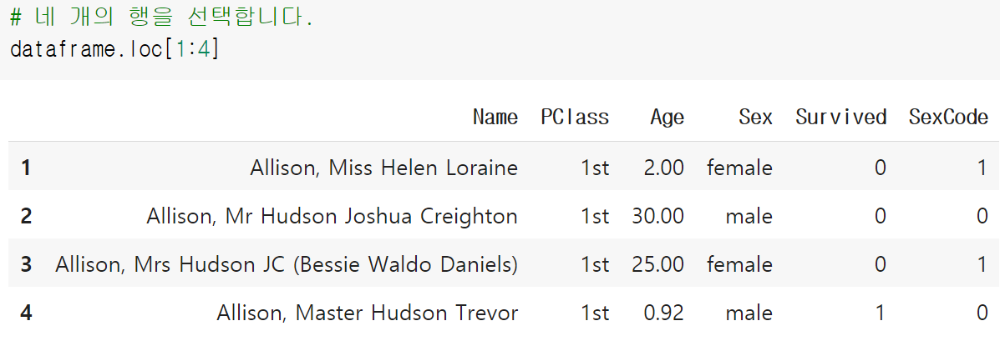 # 네 개의 행을 선택합니다.
dataframe.loc[1:4]
Name PClass Age Sex Survived SexCode
1 Allison, Miss Helen Loraine 1st 2.00 female 0 1
2 Allison, Mr Hudson Joshua Creighton 1st 30.00 male 0 0
3 Allison, Mrs Hudson JC (Bessie Waldo Daniels) 1st 25.00 female 0 1
4 Allison, Master Hudson Trevor 1st 0.92 male 1 0